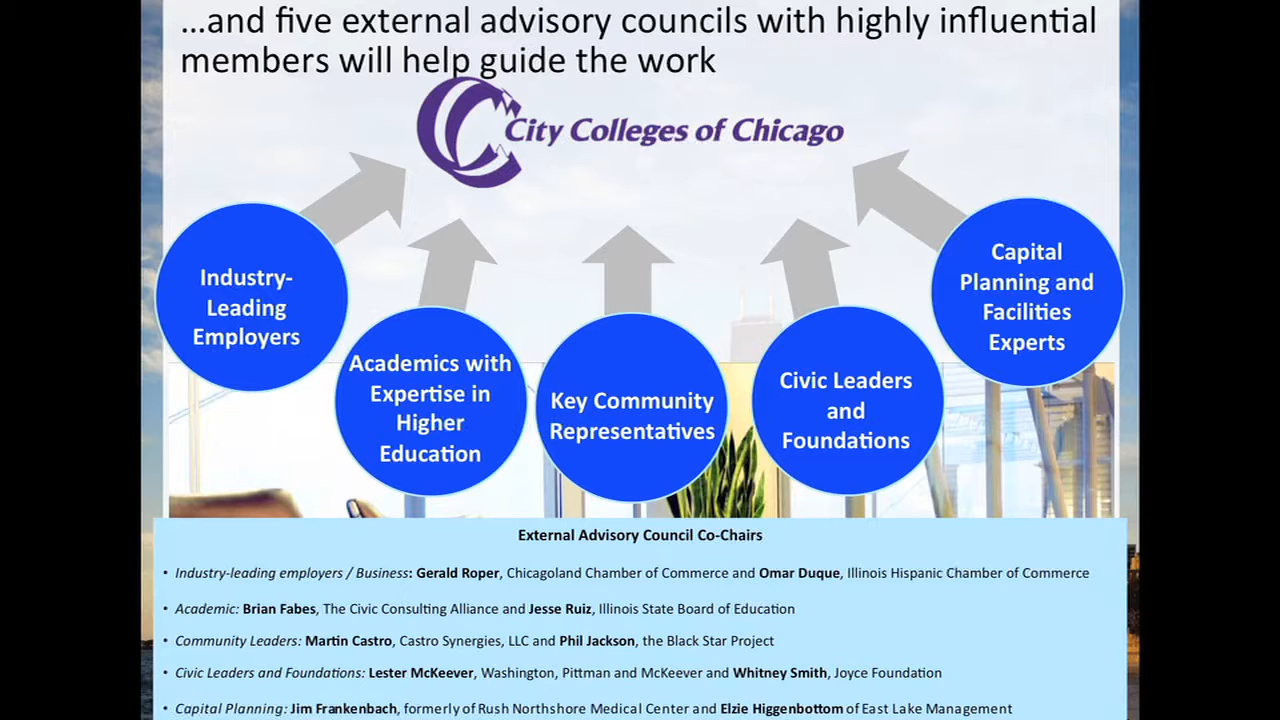 ...and five external advisory councils with highly influential
members will help guide the work
City Colleges of Chicago
Industry-
Leading
Employers
Academics with
Expertise in
Higher
Education
Key Community
Representatives
Civic Leaders
and
Foundations
Capital
Planning and
Facilities
Experts
External Advisory Council Co-Chairs
• Industry-leading employers / Business: Gerald Roper, Chicagoland Chamber of Commerce and Omar Duque, Illinois Hispanic Chamber of Commerce
• Academic: Brian Fabes, The Civic Consulting Alliance and Jesse Ruiz, Illinois State Board of Education
• Community Leaders: Martin Castro, Castro Synergies, LLC and Phil Jackson, the Black Star Project
• Civic Leaders and Foundations: Lester McKeever, Washington, Pittman and McKeever and Whitney Smith, Joyce Foundation
• Capital Planning: Jim Frankenbach, formerly of Rush Northshore Medical Center and Elzie Higgenbottom of East Lake Management